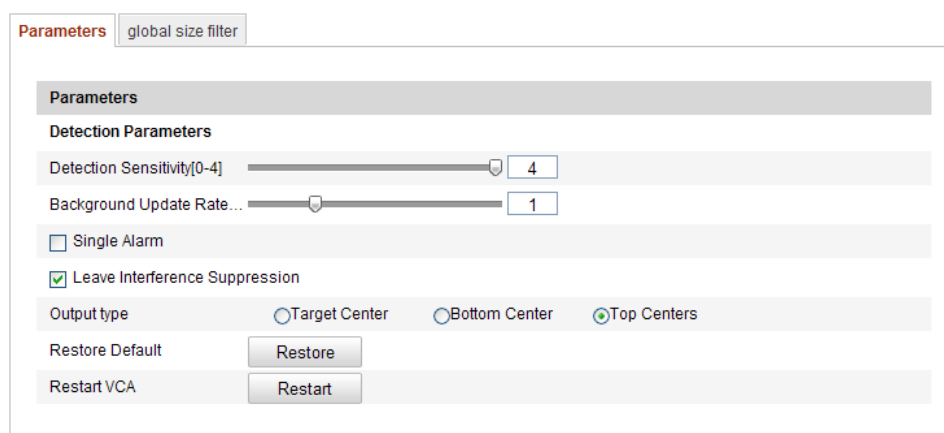 Parameters global size filter
Parameters
Detection Parameters
Detection Sensitivity[0-4] 4
Background Update Rate... 1
Single Alarm
Leave Interference Suppression
Output type Target Center Bottom Center Top Centers
Restore Default Restore
Restart VCA Restart